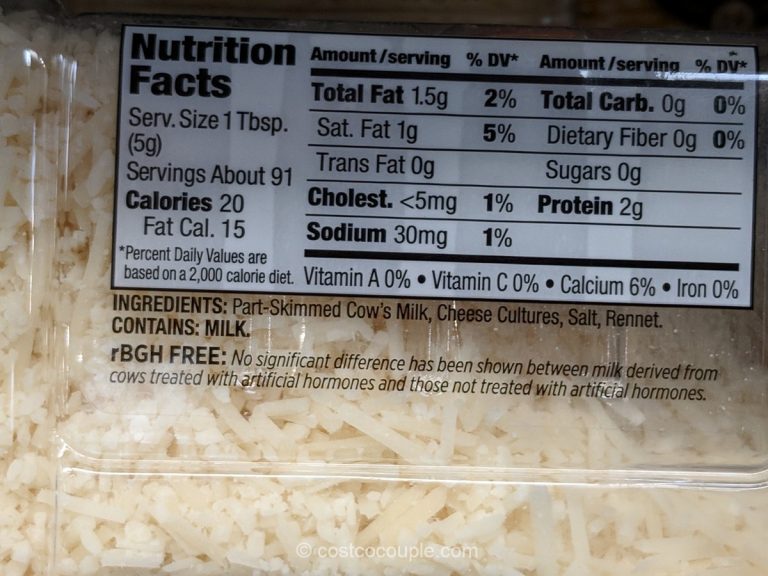 Nutrition
Facts
Serv. Size 1 Tbsp.
(5g)
Servings About 91
Calories 20
Fat Cal. 15
*Percent Daily Values are
based on a 2,000 calorie diet.
Amount/serving % DV* Amount/serving % DV*
Total Fat 1.5g 2% Total Carb. 0g 0%
Sat. Fat 1g 5% Dietary Fiber 0g 0%
Trans Fat 0g Sugars 0g
Cholest. <5mg 1% Protein 2g
Sodium 30mg 1%
Vitamin A 0% • Vitamin C 0% • Calcium 6% • Iron 0%
INGREDIENTS: Part-Skimmed Cow's Milk, Cheese Cultures, Salt, Rennet.
CONTAINS: MILK.
rBGH FREE: No significant difference has been shown between milk derived from
cows treated with artificial hormones and those not treated with artificial hormones.
© costcocouple.com